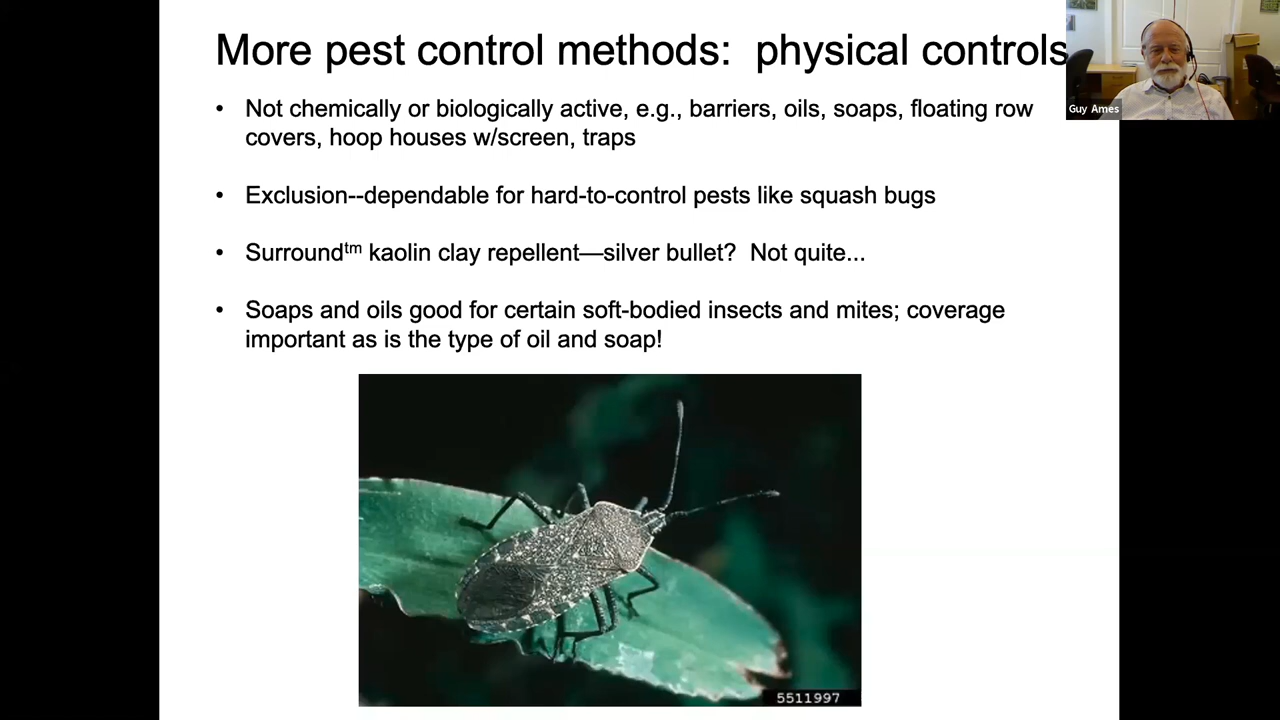 More pest control methods:  physical controls
Guy Ames
• Not chemically or biologically active, e.g., barriers, oils, soaps, floating row
covers, hoop houses w/screen, traps
• Exclusion--dependable for hard-to-control pests like squash bugs
• Surround™ kaolin clay repellent—silver bullet?  Not quite...
• Soaps and oils good for certain soft-bodied insects and mites; coverage
important as is the type of oil and soap!
5511997